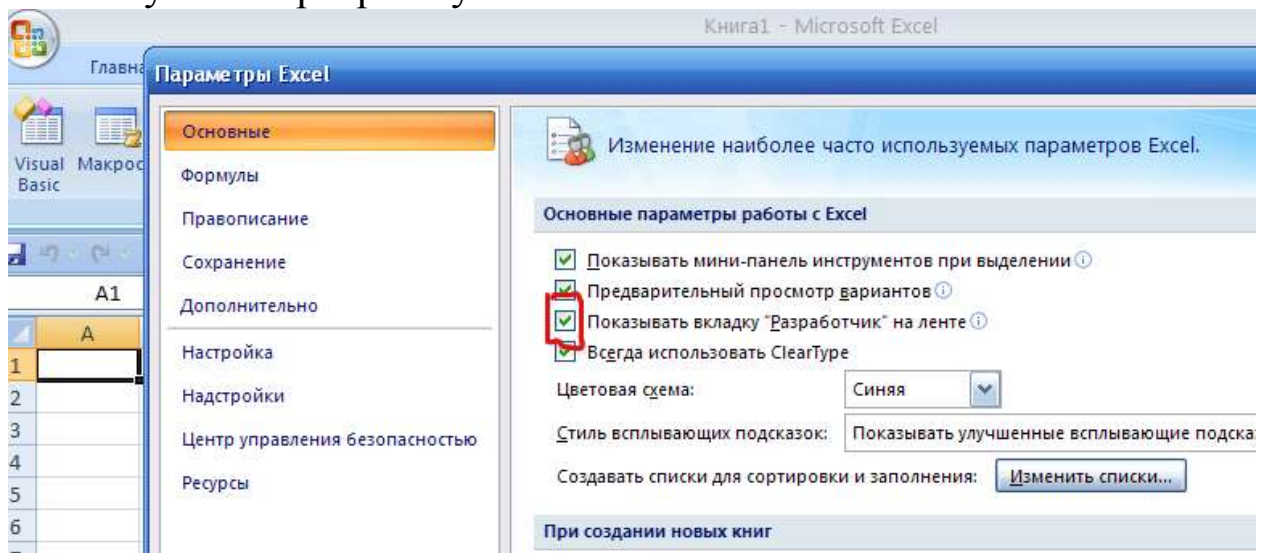 Книга1 - Microsoft Excel
Главна
Параметры Excel
Visual Basic
Макрос
A1
A
1
2
3
4
5
6
Основные
Формулы
Правописание
Сохранение
Дополнительно
Настройка
Надстройки
Центр управления безопасностью
Ресурсы
Изменение наиболее часто используемых параметров Excel.
Основные параметры работы с Excel
Показывать мини-панель инструментов при выделении
Предварительный просмотр вариантов
Показывать вкладку "Разработчик" на ленте
Всегда использовать ClearType
Цветовая схема: Синяя
Стиль всплывающих подсказок: Показывать улучшенные всплывающие подска
Создавать списки для сортировки и заполнения: Изменить списки...
При создании новых книг